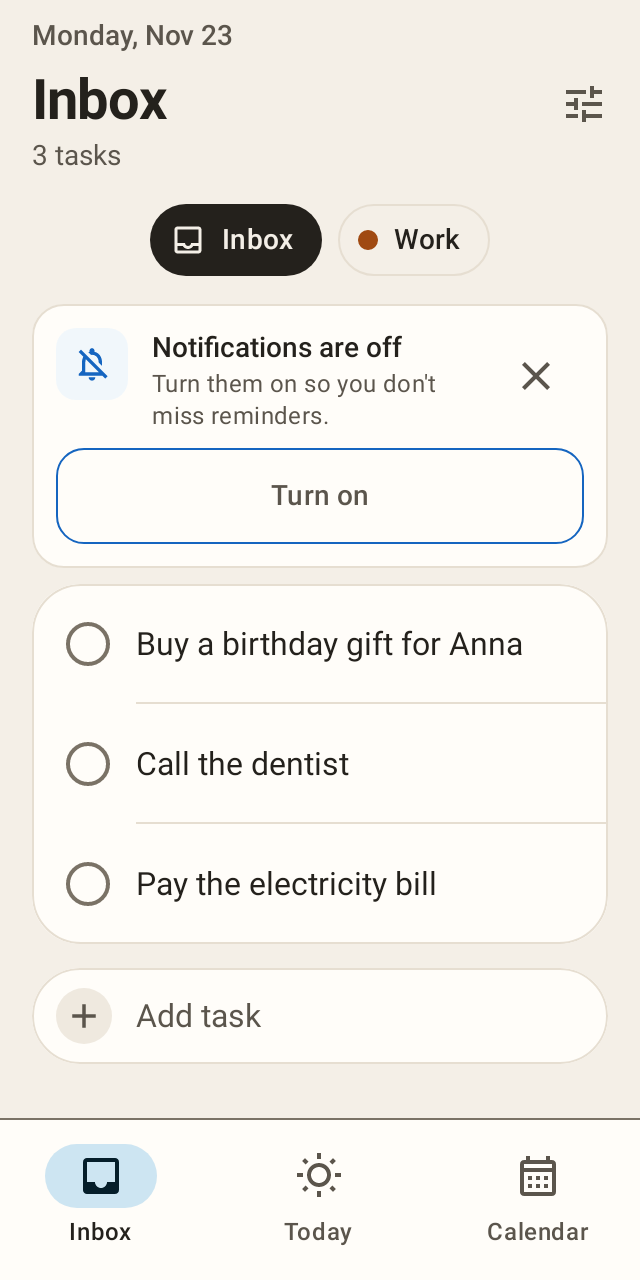 Monday, Nov 23
Inbox
3 tasks
Inbox
Work
Notifications are off
Turn them on so you don't
miss reminders.
Turn on
Buy a birthday gift for Anna
Call the dentist
Pay the electricity bill
Add task
Inbox
Today
Calendar